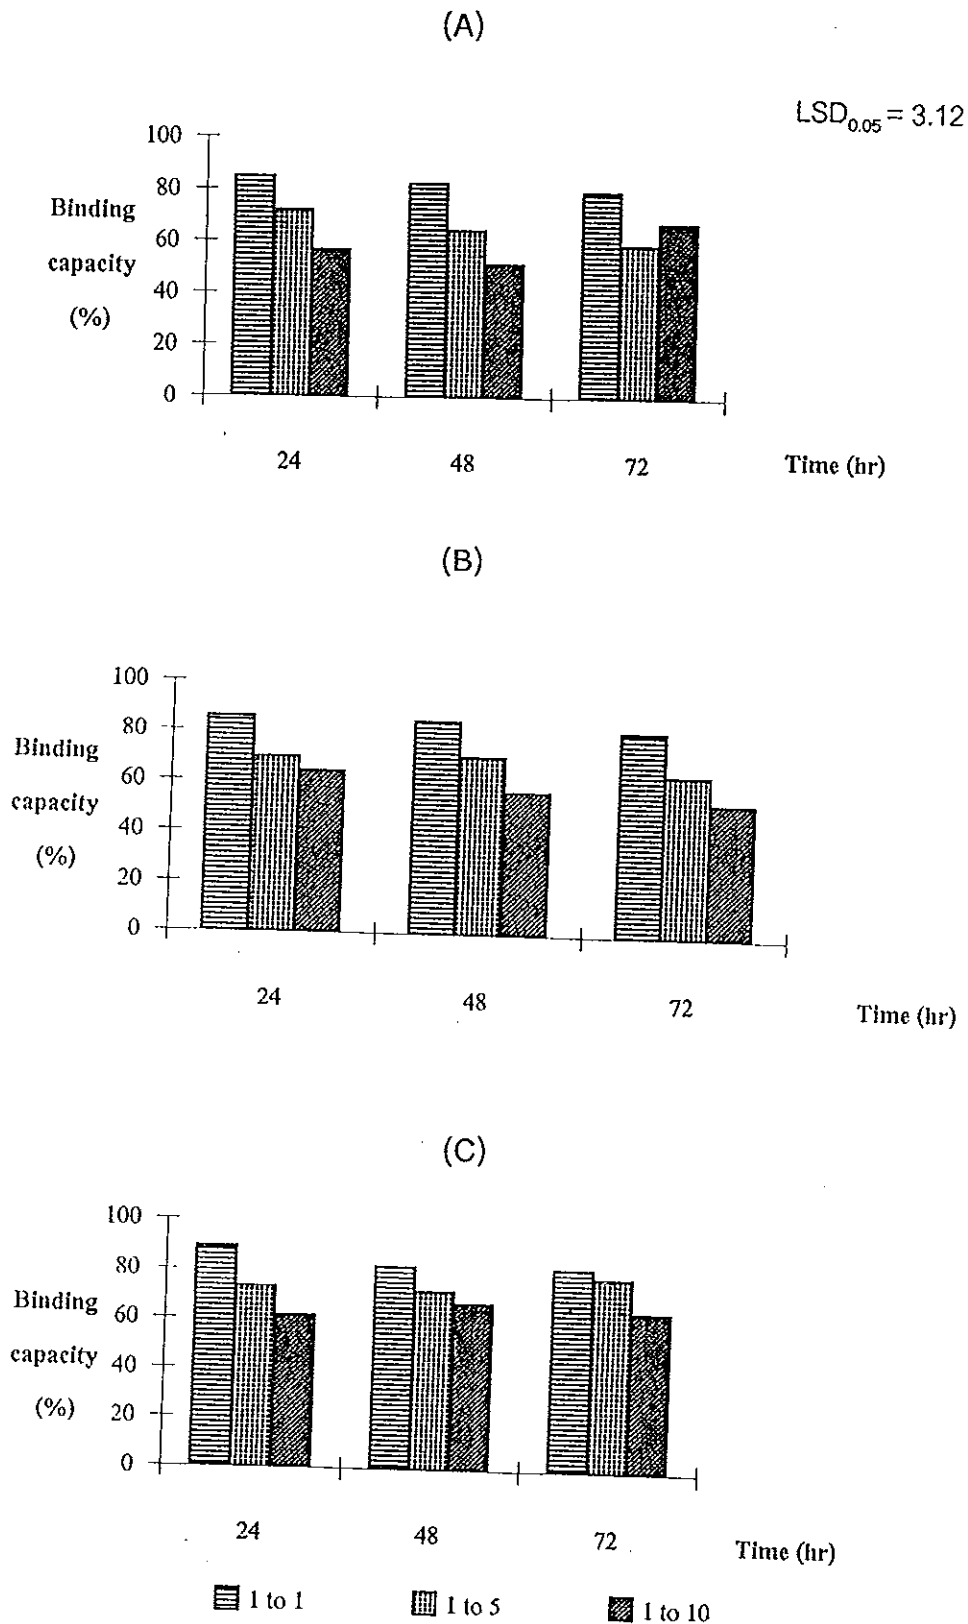 (A)
LSD0.05 = 3.12
100
80
60
40
20
0
Binding
capacity
(%)
24 48 72 Time (hr)
(B)
100
80
60
40
20
0
Binding
capacity
(%)
24 48 72 Time (hr)
(C)
100
80
60
40
20
0
Binding
capacity
(%)
24 48 72 Time (hr)
1 to 1 1 to 5 1 to 10